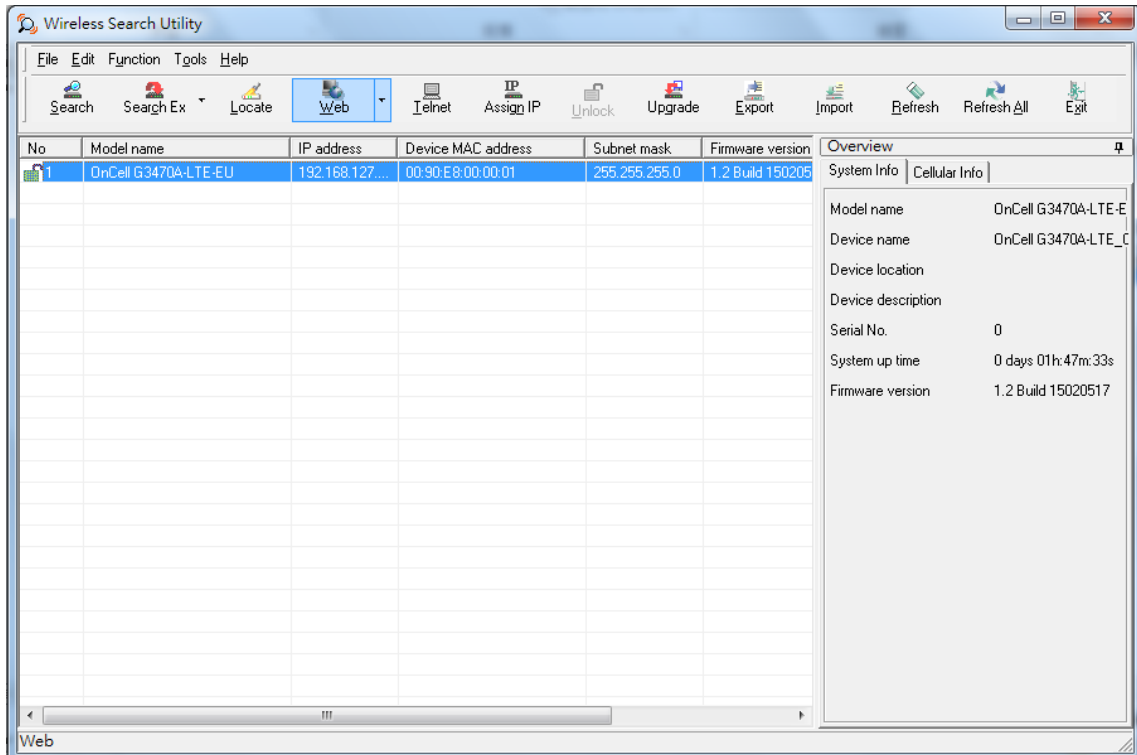 Wireless Search Utility
File Edit Function Tools Help
Search Search Ex Locate Web Telnet Assign IP Unlock Upgrade Export Import Refresh Refresh All Exit
No Model name IP address Device MAC address Subnet mask Firmware version
1 OnCell G3470A-LTE-EU 192.168.127.... 00:90:E8:00:00:01 255.255.255.0 1.2 Build 150205
Overview
System Info Cellular Info
Model name OnCell G3470A-LTE-E
Device name OnCell G3470A-LTE_
Device location
Device description
Serial No. 0
System up time 0 days 01h:47m:33s
Firmware version 1.2 Build 15020517
Web